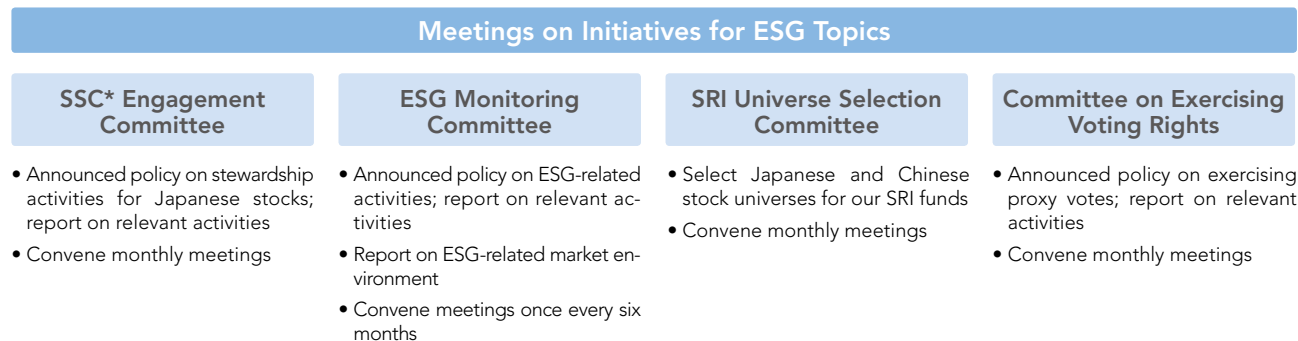 Meetings on Initiatives for ESG Topics
SSC* Engagement
Committee
• Announced policy on stewardship
activities for Japanese stocks;
report on relevant activities
• Convene monthly meetings
ESG Monitoring
Committee
• Announced policy on ESG-related
activities; report on relevant ac-
tivities
• Report on ESG-related market en-
vironment
• Convene meetings once every six
months
SRI Universe Selection
Committee
• Select Japanese and Chinese
stock universes for our SRI funds
• Convene monthly meetings
Committee on Exercising
Voting Rights
• Announced policy on exercising
proxy votes; report on relevant
activities
• Convene monthly meetings